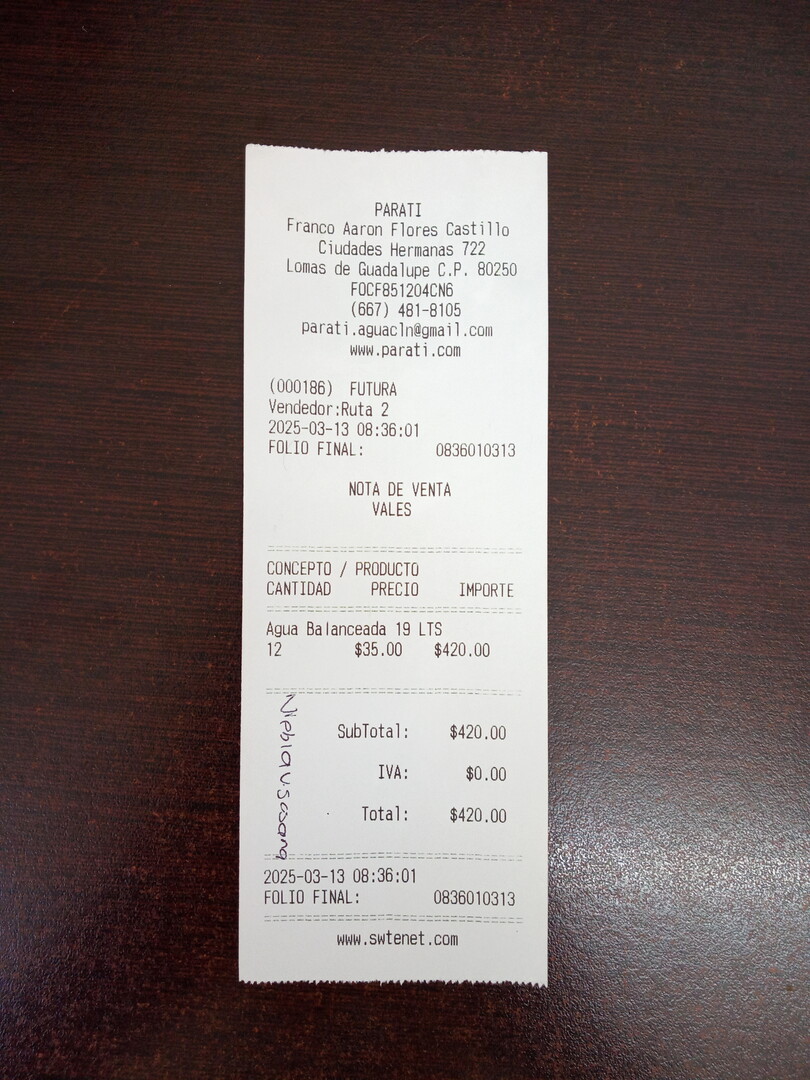 PARATI
Franco Aaron Flores Castillo
Ciudades Hermanas 722
Lomas de Guadalupe C.P. 80250
FOCF851204CN6
(667) 481-8105
parati.aguacln@gmail.com
www.parati.com
(000186) FUTURA
Vendedor:Ruta 2
2025-03-13 08:36:01
FOLIO FINAL: 0836010313
NOTA DE VENTA
VALES
CONCEPTO / PRODUCTO
CANTIDAD PRECIO IMPORTE
Agua Balanceada 19 LTS
12 $35.00 $420.00
SubTotal: $420.00
IVA: $0.00
Total: $420.00
2025-03-13 08:36:01
FOLIO FINAL: 0836010313
www.swtenet.com